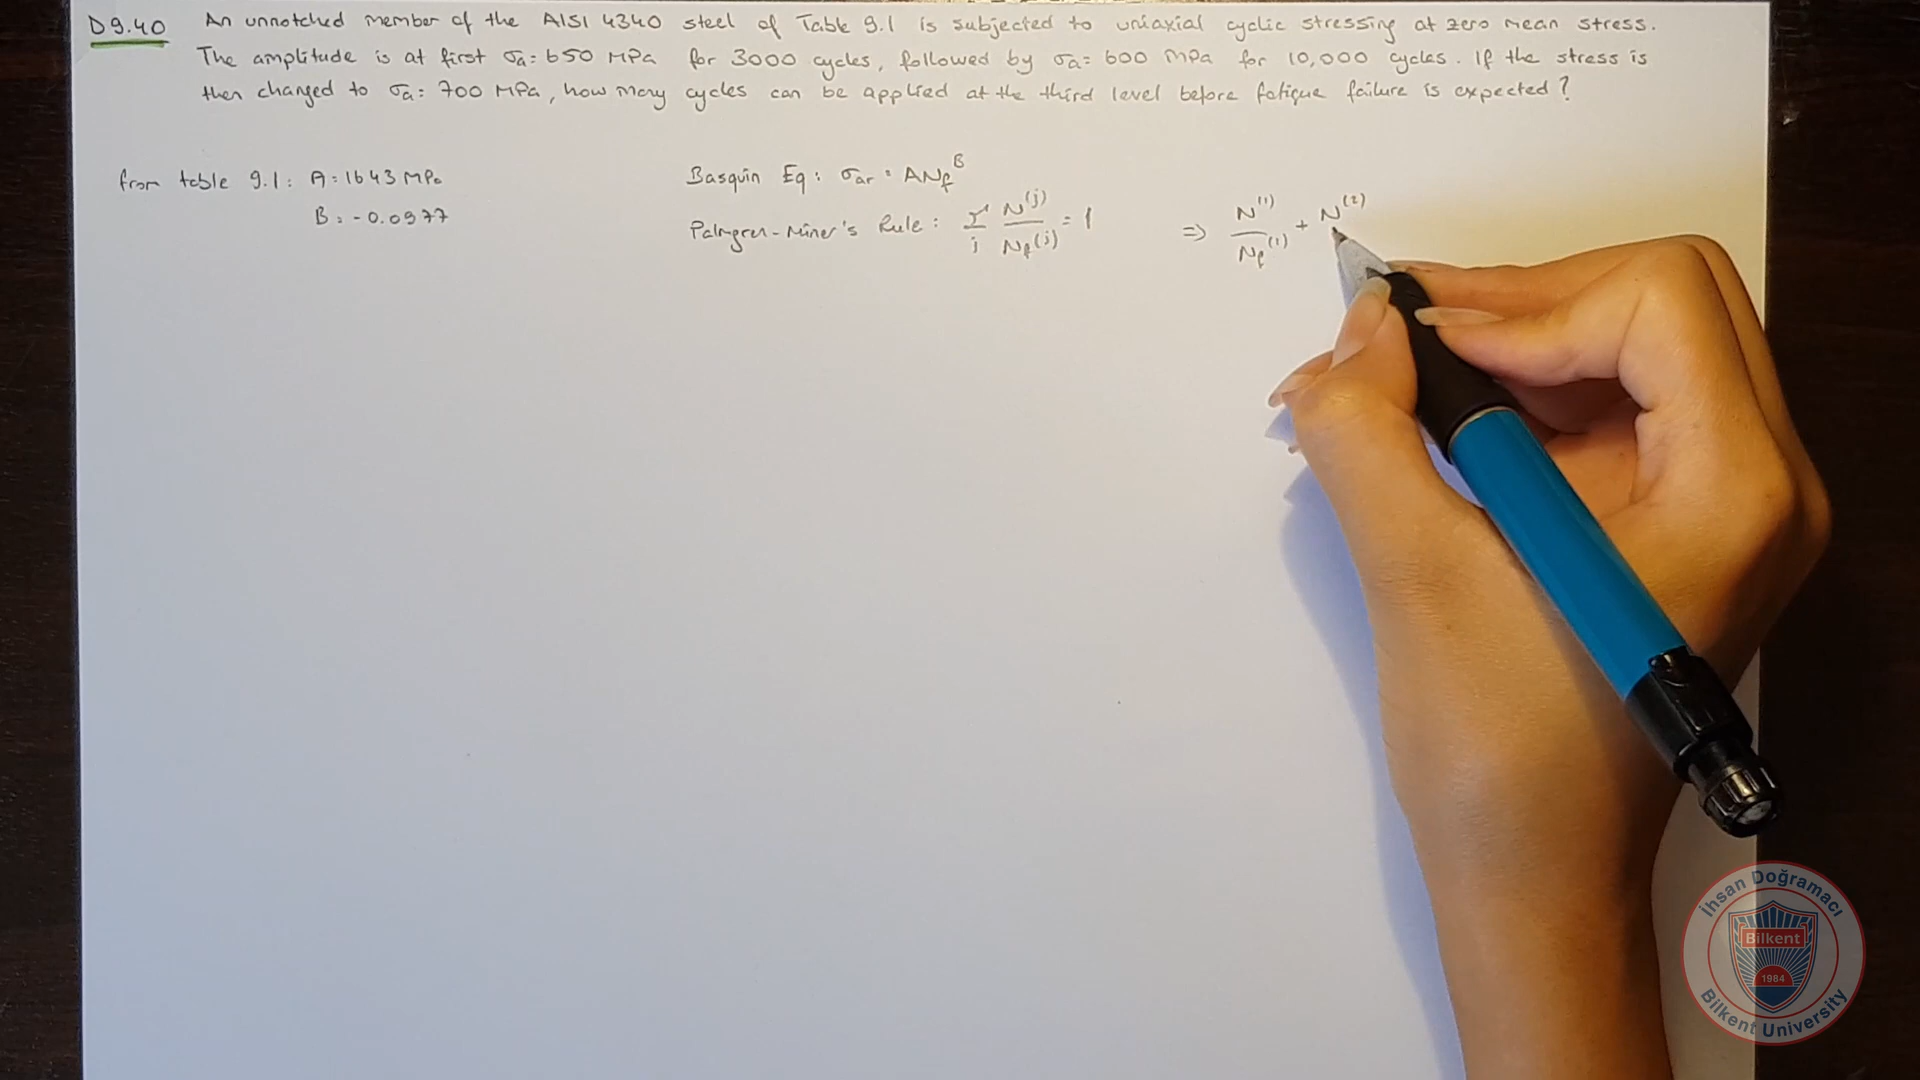 D9.40 An unnotched member of the AISI 4340 steel of Table 9.1 is subjected to uniaxial cyclic stressing at zero mean stress.
The amplitude is at first σa = 650 MPa for 3000 cycles, followed by σa = 600 MPa for 10,000 cycles. If the stress is
then changed to σa = 700 MPa, how many cycles can be applied at the third level before fatigue failure is expected?
from table 9.1: A = 1643 MPa
B = -0.0977
Basquin Eq: σar = ANf^B
Palmgren-Miner's Rule: Σj N^(j)/Nf^(j) = 1 => N^(1)/Nf^(1) + N^(2)
İhsan Doğramacı
Bilkent
1984
Bilkent University